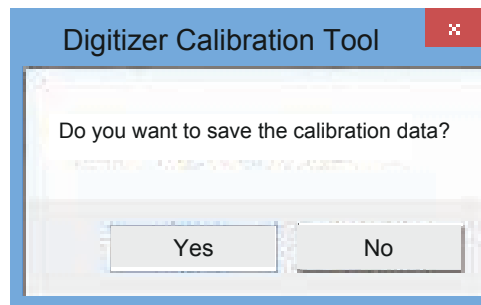 Digitizer Calibration Tool
Do you want to save the calibration data?
Yes No